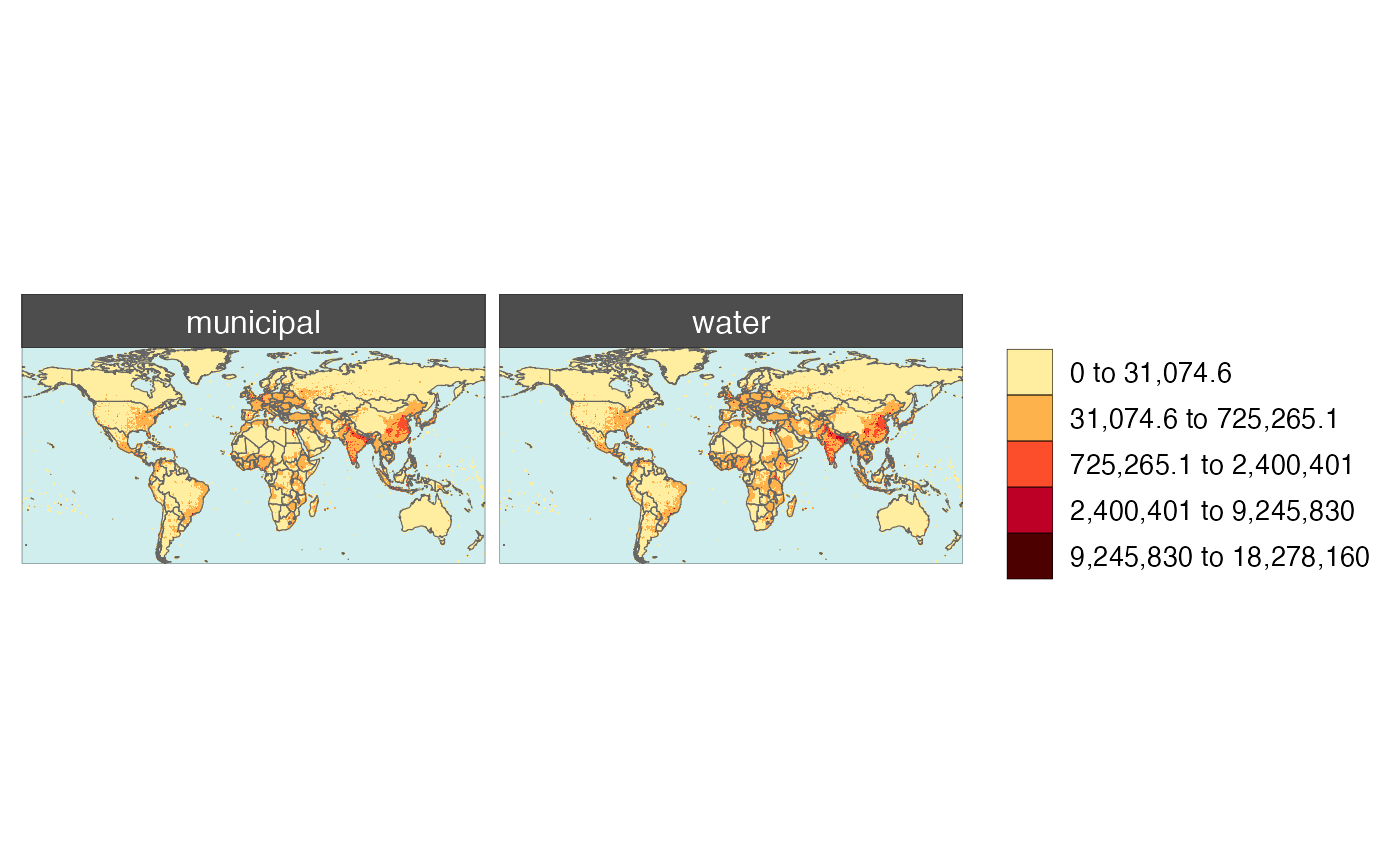 municipal
water
0 to 31,074.6
31,074.6 to 725,265.1
725,265.1 to 2,400,401
2,400,401 to 9,245,830
9,245,830 to 18,278,160